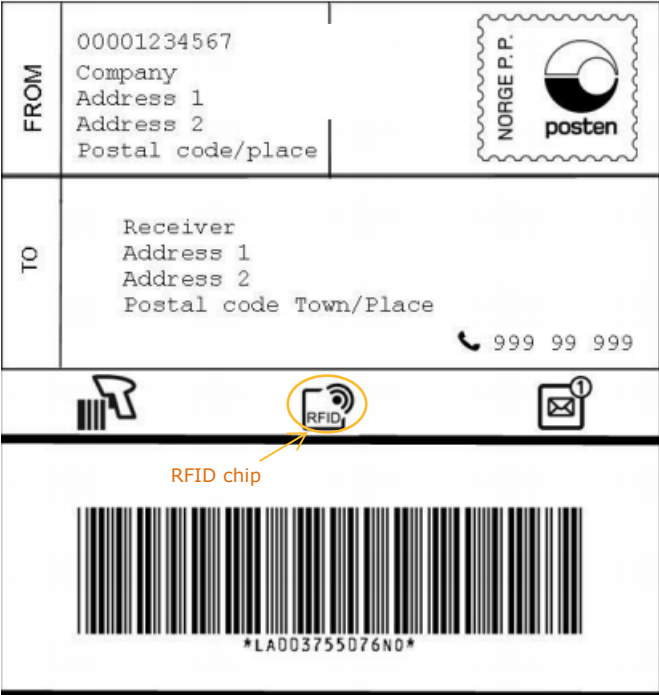 FROM
00001234567
Company
Address 1
Address 2
Postal code/place
NORGE P.P.
posten
TO
Receiver
Address 1
Address 2
Postal code Town/Place
999 99 999
RFID
1
RFID chip
*LA003755076NO*